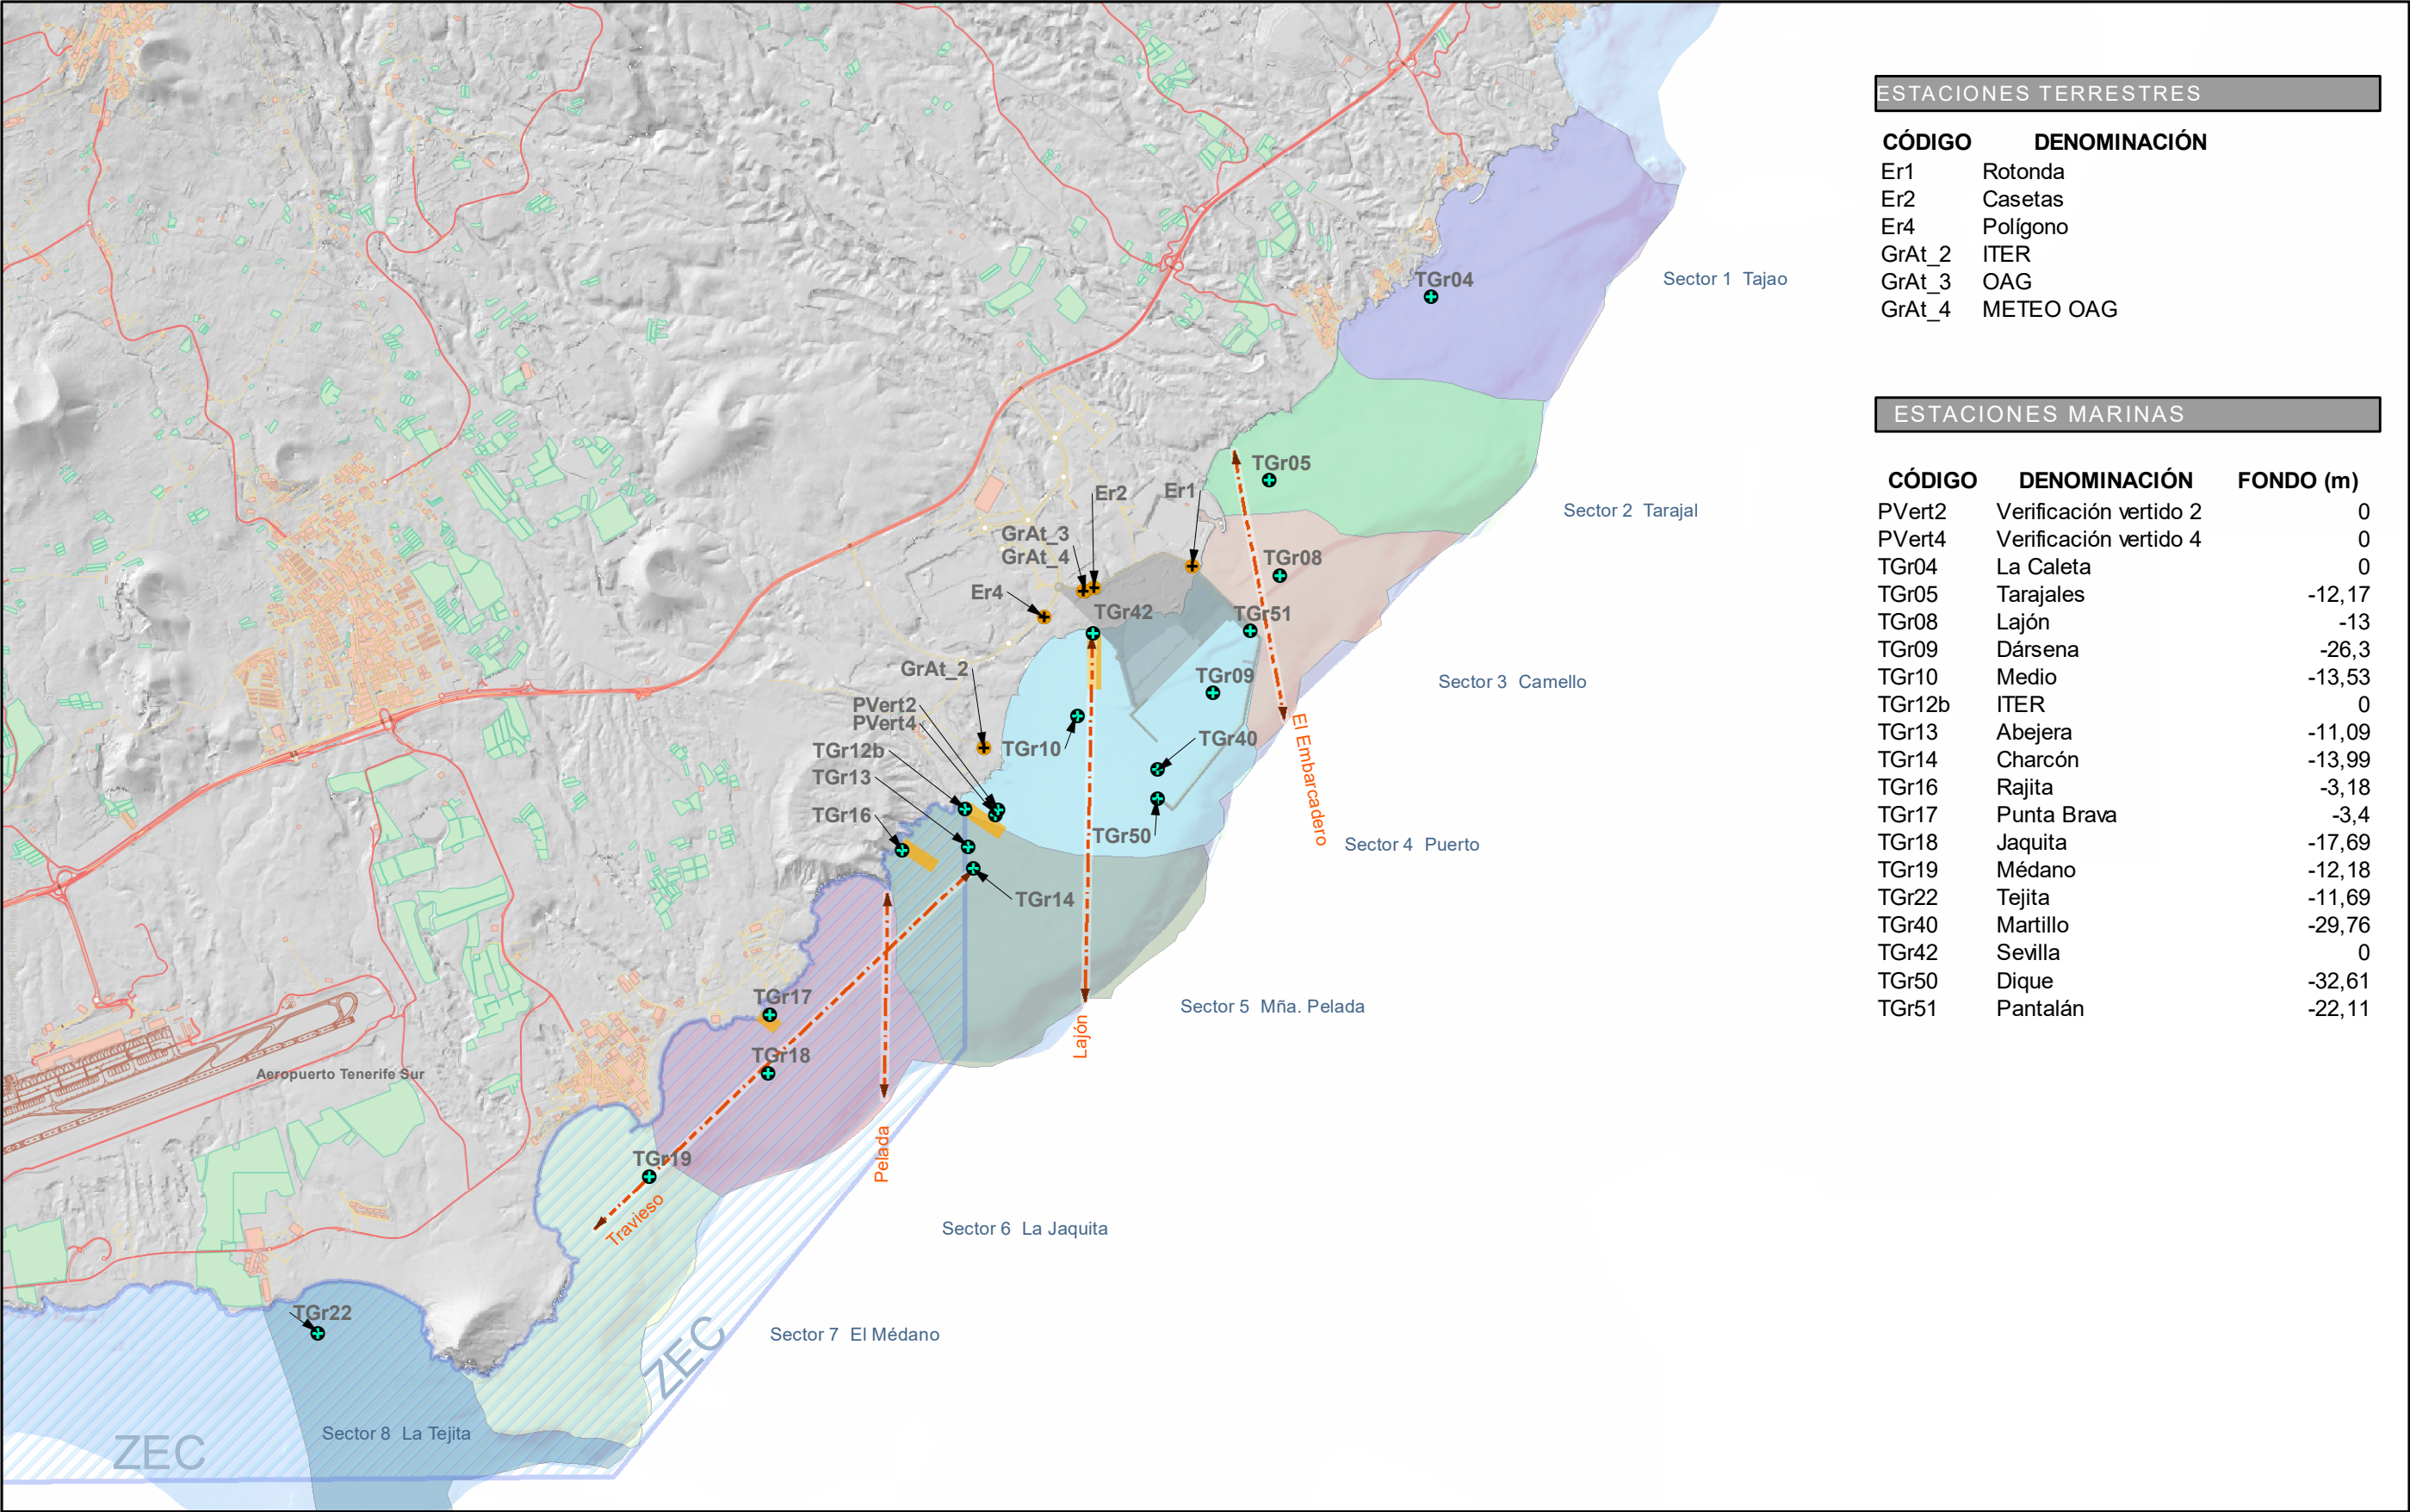 ESTACIONES TERRESTRES
CÓDIGO DENOMINACIÓN
Er1 Rotonda
Er2 Casetas
Er4 Polígono
GrAt_2 ITER
GrAt_3 OAG
GrAt_4 METEO OAG
ESTACIONES MARINAS
CÓDIGO DENOMINACIÓN FONDO (m)
PVert2 Verificación vertido 2 0
PVert4 Verificación vertido 4 0
TGr04 La Caleta 0
TGr05 Tarajales -12,17
TGr08 Lajón -13
TGr09 Dársena -26,3
TGr10 Medio -13,53
TGr12b ITER 0
TGr13 Abejera -11,09
TGr14 Charcón -13,99
TGr16 Rajita -3,18
TGr17 Punta Brava -3,4
TGr18 Jaquita -17,69
TGr19 Médano -12,18
TGr22 Tejita -11,69
TGr40 Martillo -29,76
TGr42 Sevilla 0
TGr50 Dique -32,61
TGr51 Pantalán -22,11
TGr04
Sector 1 Tajao
TGr05
Er2
Er1
Sector 2 Tarajal
GrAt_3
GrAt_4
TGr08
Er4
TGr42
TGr51
GrAt_2
TGr09
Sector 3 Camello
PVert2
PVert4
TGr12b
TGr10
TGr40
El Embarcadero
TGr13
TGr16
TGr50
Sector 4 Puerto
TGr14
TGr17
Sector 5 Mña. Pelada
Lajón
TGr18
Aeropuerto Tenerife Sur
Pelada
TGr19
Travieso
Sector 6 La Jaquita
TGr22
Sector 7 El Médano
ZEC
Sector 8 La Tejita
ZEC